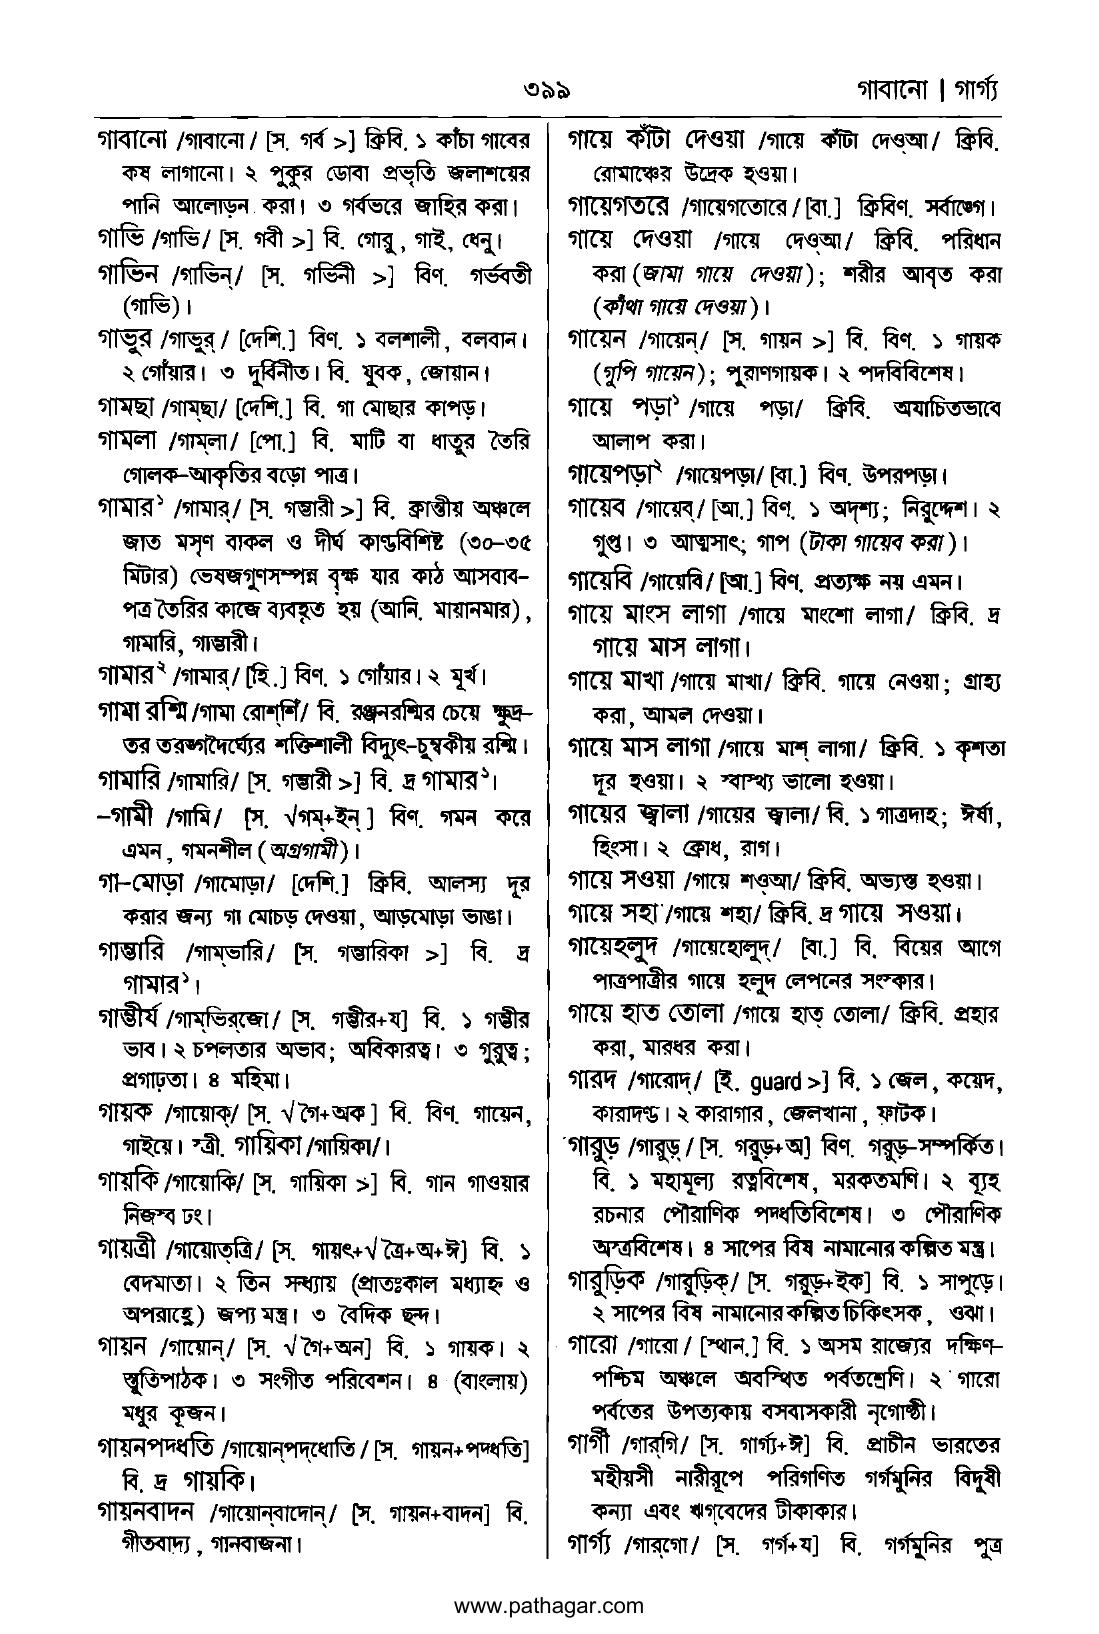 ৩৯৯
গাবানো | গার্গ্য
গাবানো /গাবানো/ [স. গর্ব >] ক্রিবি. ১ কাঁচা গাবের
কষ লাগানো। ২ পুকুর ডোবা প্রভৃতি জলাশয়ের
পানি আলোড়ন করা। ৩ গর্বভরে জাহির করা।
গাভি /গাভি/ [স. গবী >] বি. গোরু, গাই, ধেনু।
গাভিন /গাভিন্/ [স. গর্ভিনী >] বিণ. গর্ভবতী
(গাভি)।
গাভুর /গাভুর্/ [দেশি.] বিণ. ১ বলশালী, বলবান।
২ গোঁয়ার। ৩ দুর্বিনীত। বি. যুবক, জোয়ান।
গামছা /গাম্ছা/ [দেশি.] বি. গা মোছার কাপড়।
গামলা /গাম্লা/ [পো.] বি. মাটি বা ধাতুর তৈরি
গোলক-আকৃতির বড়ো পাত্র।
গামার১ /গামার্/ [স. গম্ভারী >] বি. ক্রান্তীয় অঞ্চলে
জাত মসৃণ বাকল ও দীর্ঘ কাণ্ডবিশিষ্ট (৩০-৩৫
মিটার) ভেষজগুণসম্পন্ন বৃক্ষ যার কাঠ আসবাব-
পত্র তৈরির কাজে ব্যবহৃত হয় (আনি. মায়ানমার),
গামারি, গাম্ভারী।
গামার২ /গামার্/ [হি.] বিণ. ১ গোঁয়ার। ২ মূর্খ।
গামা রশ্মি /গামা রোশ্শিঁ/ বি. রঞ্জনরশ্মির চেয়ে ক্ষুদ্র-
তর তরঙ্গদৈর্ঘ্যের শক্তিশালী বিদ্যুৎ-চুম্বকীয় রশ্মি।
গামারি /গামারি/ [স. গম্ভারী >] বি. দ্র গামার১।
-গামী /গামি/ [স. √গম্+ইন্] বিণ. গমন করে
এমন, গমনশীল (অগ্রগামী)।
গা-মোড়া /গামোড়া/ [দেশি.] ক্রিবি. আলস্য দূর
করার জন্য গা মোচড় দেওয়া, আড়মোড়া ভাঙা।
গাম্ভারি /গাম্ভারি/ [স. গম্ভারিকা >] বি. দ্র
গামার১।
গাম্ভীর্য /গাম্ভির্জো/ [স. গম্ভীর+য] বি. ১ গম্ভীর
ভাব। ২ চপলতার অভাব; অবিকারত্ব। ৩ গুরুত্ব;
প্রগাঢ়তা। ৪ মহিমা।
গায়ক /গায়োক্/ [স. √গৈ+অক] বি. বিণ. গায়েন,
গাইয়ে। স্ত্রী. গায়িকা /গায়িকা/।
গায়কি /গায়োকি/ [স. গায়িকা >] বি. গান গাওয়ার
নিজস্ব ঢং।
গায়ত্রী /গায়োত্ত্রি/ [স. গায়ৎ+√ত্রৈ+অ+ঈ] বি. ১
বেদমাতা। ২ তিন সন্ধ্যায় (প্রাতঃকাল মধ্যাহ্ন ও
অপরাহ্ণে) জপ্য মন্ত্র। ৩ বৈদিক ছন্দ।
গায়ন /গায়োন্/ [স. √গৈ+অন] বি. ১ গায়ক। ২
স্তুতিপাঠক। ৩ সংগীত পরিবেশন। ৪ (বাংলায়)
মধুর কূজন।
গায়নপদ্ধতি /গায়োন্পদ্ধোতি/ [স. গায়ন+পদ্ধতি]
বি. দ্র গায়কি।
গায়নবাদন /গায়োন্বাদোন্/ [স. গায়ন+বাদন] বি.
গীতবাদ্য, গানবাজনা।
গায়ে কাঁটা দেওয়া /গায়ে কাঁটা দেওআ/ ক্রিবি.
রোমাঞ্চের উদ্রেক হওয়া।
গায়েগতরে /গায়েগতোরে/ [বা.] ক্রিবিণ. সর্বাঙ্গে।
গায়ে দেওয়া /গায়ে দেওআ/ ক্রিবি. পরিধান
করা (জামা গায়ে দেওয়া); শরীর আবৃত করা
(কাঁথা গায়ে দেওয়া)।
গায়েন /গায়েন্/ [স. গায়ন >] বি. বিণ. ১ গায়ক
(গুপি গায়েন); পুরাণগায়ক। ২ পদবিবিশেষ।
গায়ে পড়া১ /গায়ে পড়া/ ক্রিবি. অযাচিতভাবে
আলাপ করা।
গায়েপড়া২ /গায়েপড়া/ [বা.] বিণ. উপরপড়া।
গায়েব /গায়েব্/ [আ.] বিণ. ১ অদৃশ্য; নিরুদ্দেশ। ২
গুপ্ত। ৩ আত্মসাৎ; গাপ (টাকা গায়েব করা)।
গায়েবি /গায়েবি/ [আ.] বিণ. প্রত্যক্ষ নয় এমন।
গায়ে মাংস লাগা /গায়ে মাংশো লাগা/ ক্রিবি. দ্র
গায়ে মাস লাগা।
গায়ে মাখা /গায়ে মাখা/ ক্রিবি. গায়ে নেওয়া; গ্রাহ্য
করা, আমল দেওয়া।
গায়ে মাস লাগা /গায়ে মাশ্ লাগা/ ক্রিবি. ১ কৃশতা
দূর হওয়া। ২ স্বাস্থ্য ভালো হওয়া।
গায়ের জ্বালা /গায়ের জ্বালা/ বি. ১ গাত্রদাহ; ঈর্ষা,
হিংসা। ২ ক্রোধ, রাগ।
গায়ে সওয়া /গায়ে শওআ/ ক্রিবি. অভ্যস্ত হওয়া।
গায়ে সহা /গায়ে শহা/ ক্রিবি. দ্র গায়ে সওয়া।
গায়েহলুদ /গায়েহোলুদ্/ [বা.] বি. বিয়ের আগে
পাত্রপাত্রীর গায়ে হলুদ লেপনের সংস্কার।
গায়ে হাত তোলা /গায়ে হাত্ তোলা/ ক্রিবি. প্রহার
করা, মারধর করা।
গারদ /গারোদ্/ [ই. guard >] বি. ১ জেল, কয়েদ,
কারাদণ্ড। ২ কারাগার, জেলখানা, ফাটক।
গারুড় /গারুড়্/ [স. গরুড়+অ] বিণ. গরুড়-সম্পর্কিত।
বি. ১ মহামূল্য রত্নবিশেষ, মরকতমণি। ২ ব্যূহ
রচনার পৌরাণিক পদ্ধতিবিশেষ। ৩ পৌরাণিক
অস্ত্রবিশেষ। ৪ সাপের বিষ নামানোর কল্পিত মন্ত্র।
গারুড়িক /গারুড়িক্/ [স. গরুড়+ইক] বি. ১ সাপুড়ে।
২ সাপের বিষ নামানোর কল্পিত চিকিৎসক, ওঝা।
গারো /গারো/ [স্থান.] বি. ১ অসম রাজ্যের দক্ষিণ-
পশ্চিম অঞ্চলে অবস্থিত পর্বতশ্রেণি। ২ গারো
পর্বতের উপত্যকায় বসবাসকারী নৃগোষ্ঠী।
গার্গী /গার্গি/ [স. গার্গ্য+ঈ] বি. প্রাচীন ভারতের
মহীয়সী নারীরূপে পরিগণিত গর্গমুনির বিদুষী
কন্যা এবং ঋগ্বেদের টীকাকার।
গার্গ্য /গার্গো/ [স. গর্গ+য] বি. গর্গমুনির পুত্র
www.pathagar.com